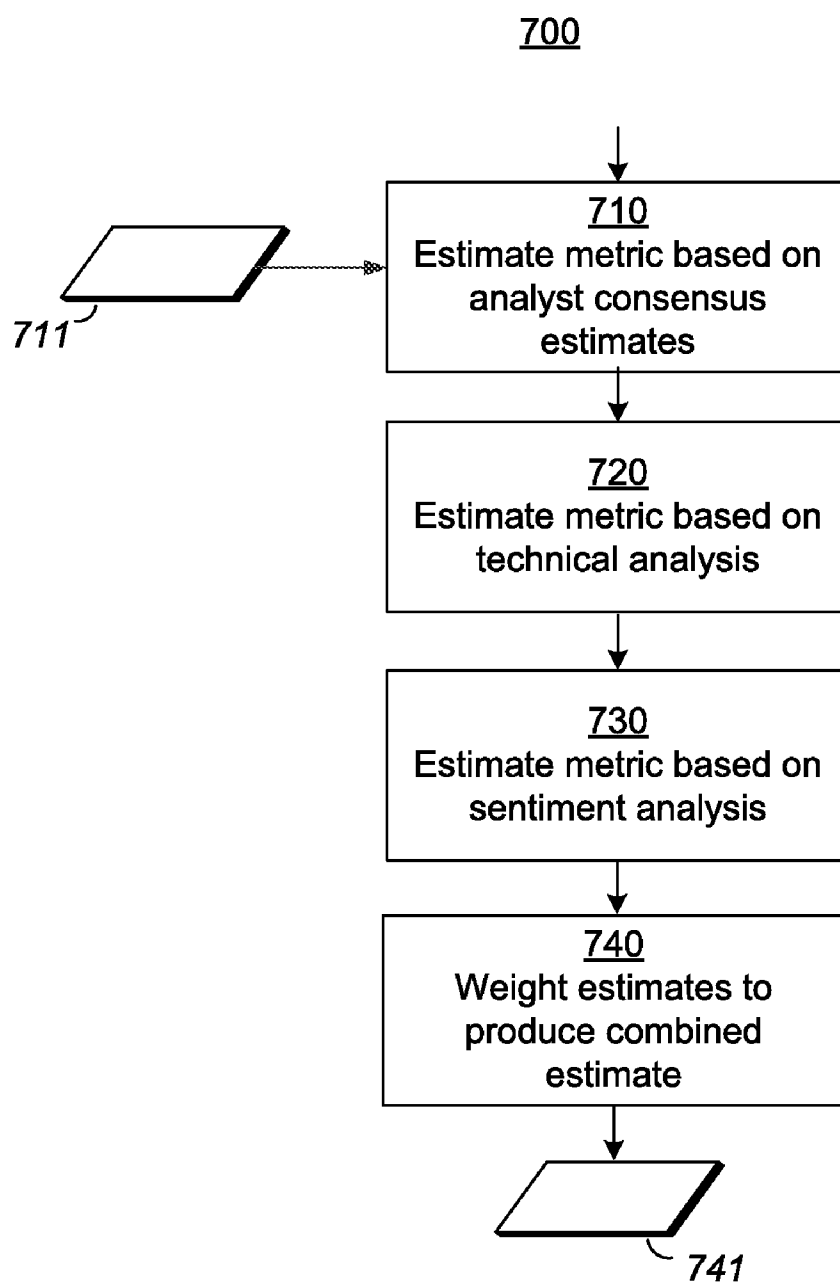 700
710
Estimate metric based on
analyst consensus
estimates
711
720
Estimate metric based on
technical analysis
730
Estimate metric based on
sentiment analysis
740
Weight estimates to
produce combined
estimate
741